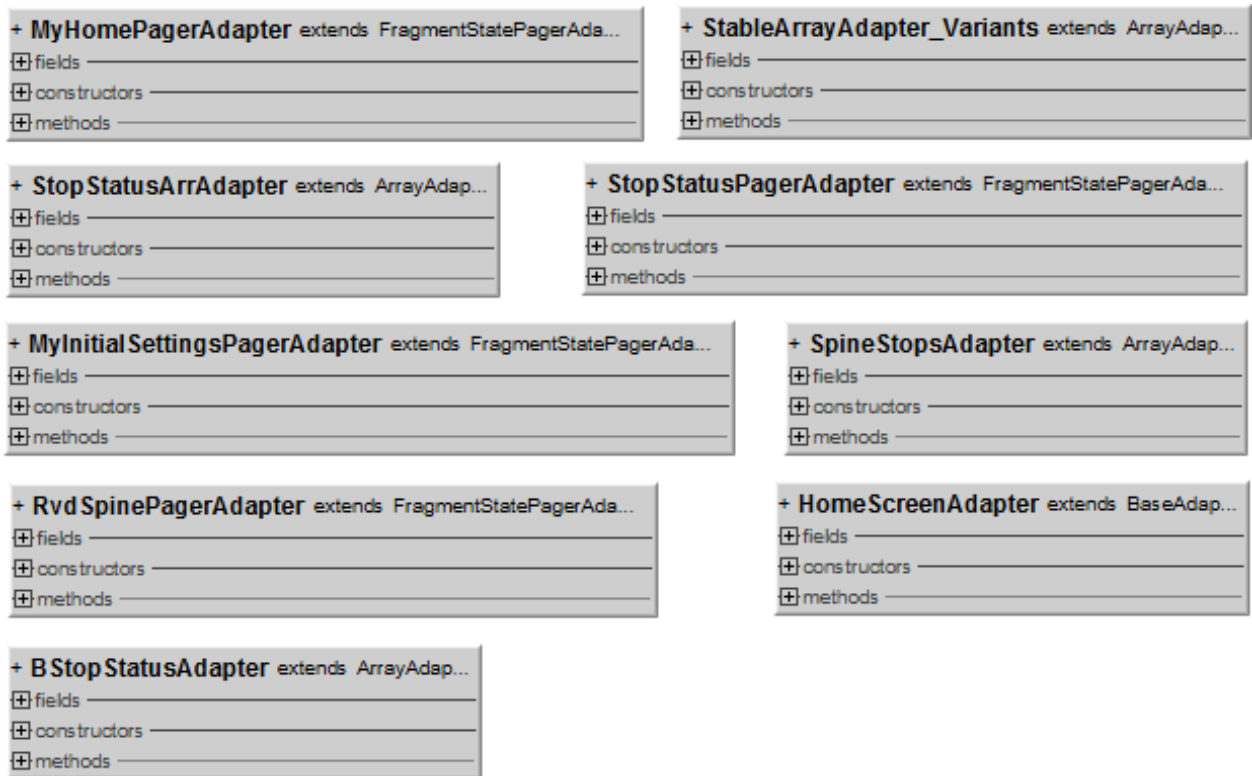 + MyHomePagerAdapter extends FragmentStatePagerAda...
fields
constructors
methods
+ StableArrayAdapter_Variants extends ArrayAdap...
fields
constructors
methods
+ StopStatusArrAdapter extends ArrayAdap...
fields
constructors
methods
+ StopStatusPagerAdapter extends FragmentStatePagerAda...
fields
constructors
methods
+ MyInitialSettingsPagerAdapter extends FragmentStatePagerAda...
fields
constructors
methods
+ SpineStopsAdapter extends ArrayAdap...
fields
constructors
methods
+ RvdSpinePagerAdapter extends FragmentStatePagerAda...
fields
constructors
methods
+ HomeScreenAdapter extends BaseAdap...
fields
constructors
methods
+ BStopStatusAdapter extends ArrayAdap...
fields
constructors
methods